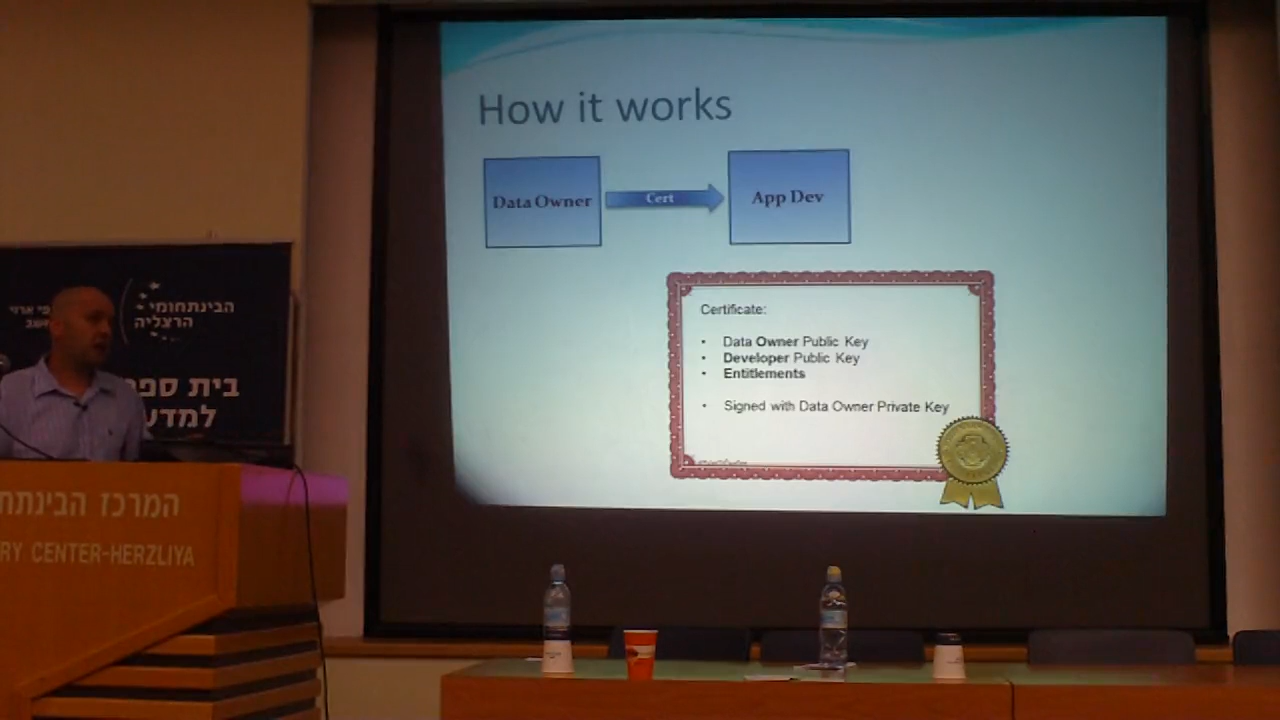 How it works
Data Owner
Cert
App Dev
Certificate:
• Data Owner Public Key
• Developer Public Key
• Entitlements
• Signed with Data Owner Private Key
הבינתחומי
הרצליה
בית ספר
למדע
המרכז הבינתח
RY CENTER-HERZLIYA